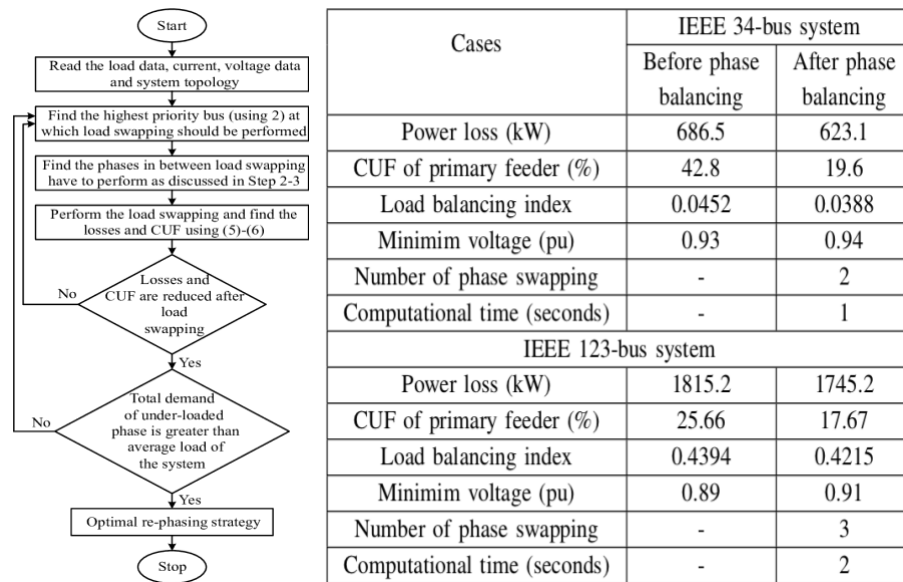 Start
Read the load data, current, voltage data
and system topology
Find the highest priority bus (using 2) at
which load swapping should be performed
Find the phases in between load swapping
have to perform as discussed in Step 2-3
Perform the load swapping and find the
losses and CUF using (5)-(6)
Losses and
CUF are reduced after
load
swapping
No
Yes
Total demand
of under-loaded
phase is greater than
average load of
the system
No
Yes
Optimal re-phasing strategy
Stop
Cases
IEEE 34-bus system
Before phase
balancing
After phase
balancing
Power loss (kW) 686.5 623.1
CUF of primary feeder (%) 42.8 19.6
Load balancing index 0.0452 0.0388
Minimim voltage (pu) 0.93 0.94
Number of phase swapping - 2
Computational time (seconds) - 1
IEEE 123-bus system
Power loss (kW) 1815.2 1745.2
CUF of primary feeder (%) 25.66 17.67
Load balancing index 0.4394 0.4215
Minimim voltage (pu) 0.89 0.91
Number of phase swapping - 3
Computational time (seconds) - 2